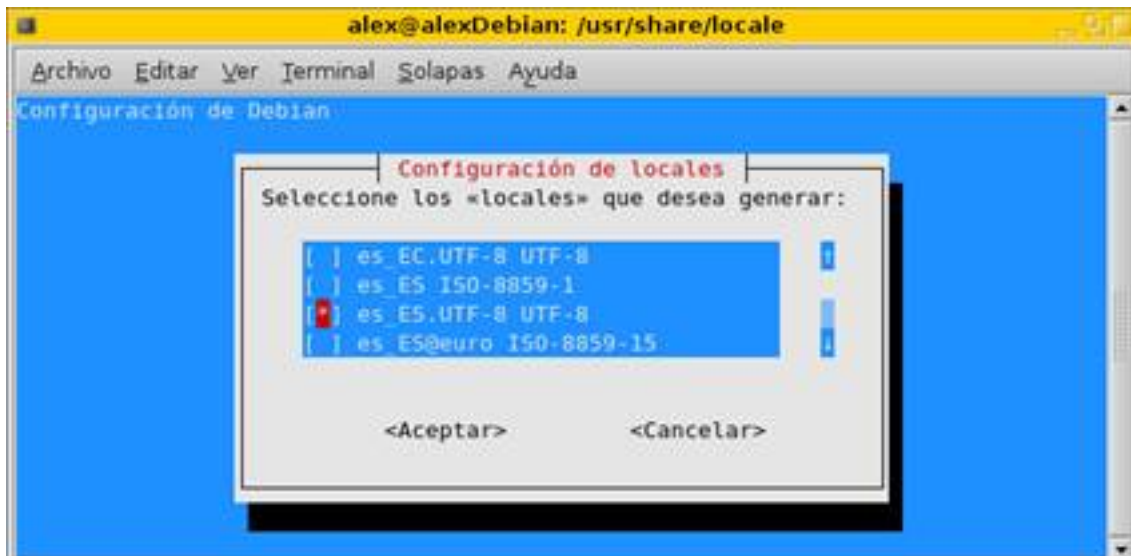 alex@alexDebian: /usr/share/locale
Archivo Editar Ver Terminal Solapas Ayuda
Configuración de Debian
Configuración de locales
Seleccione los «locales» que desea generar:
[ ] es_EC.UTF-8 UTF-8
[ ] es_ES ISO-8859-1
[*] es_ES.UTF-8 UTF-8
[ ] es_ES@euro ISO-8859-15
<Aceptar> <Cancelar>